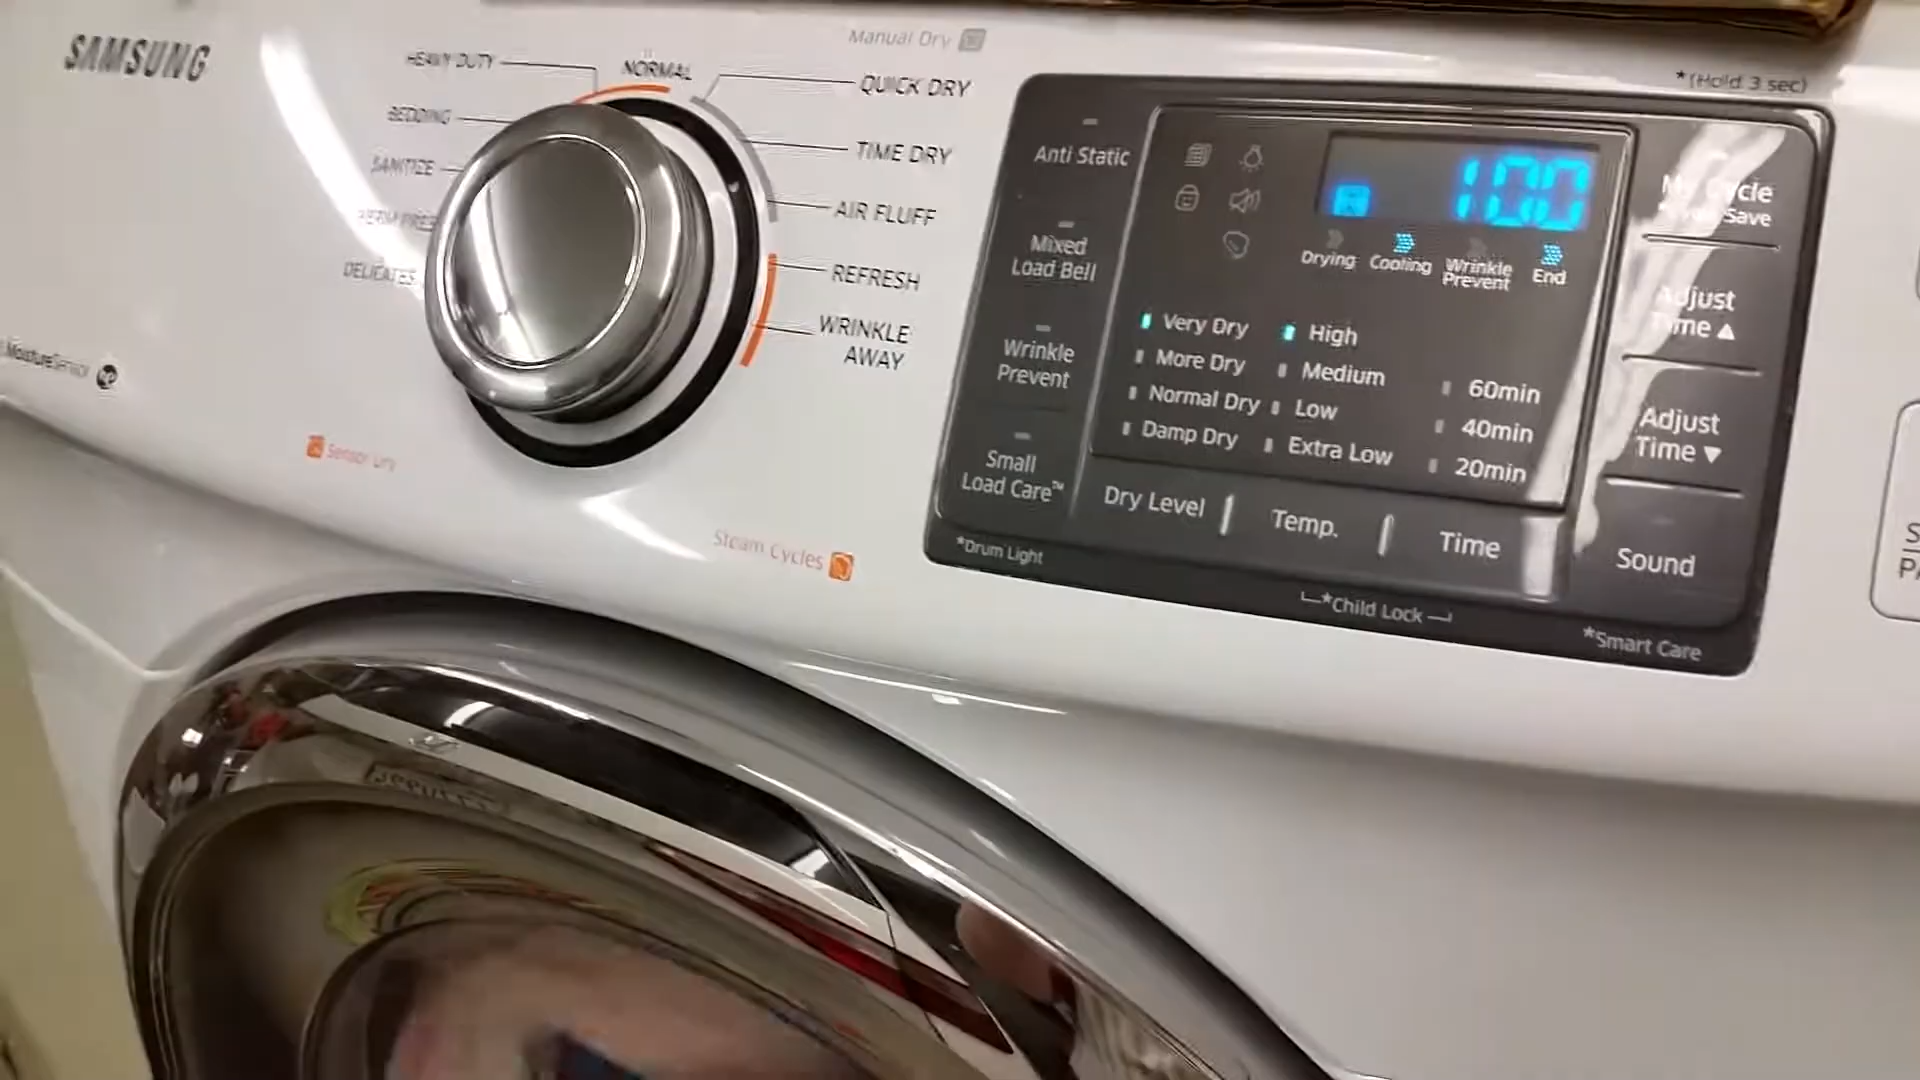 SAMSUNG
Manual Dry
HEAVY DUTY
NORMAL
QUICK DRY
BEDDING
TIME DRY
SANITIZE
AIR FLUFF
DELICATES
REFRESH
WRINKLE
AWAY
Moisture Sensor
Sensor Dry
Steam Cycles
*(Hold 3 sec)
Anti Static
Mixed
Load Bell
Wrinkle
Prevent
Small
Load Care™
*Drum Light
100
Drying
Cooling
Wrinkle
Prevent
End
Very Dry
High
More Dry
Medium
60min
Normal Dry
Low
40min
Damp Dry
Extra Low
20min
Dry Level
Temp.
Time
*Child Lock
My Cycle
Save
Adjust
Time ▲
Adjust
Time ▼
Sound
*Smart Care